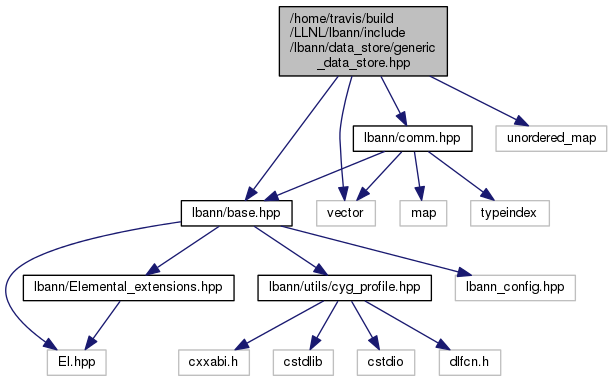 /home/travis/build
/LLNL/lbann/include
/lbann/data_store/generic
_data_store.hpp
lbann/comm.hpp
unordered_map
lbann/base.hpp
vector
map
typeindex
lbann/Elemental_extensions.hpp
lbann/utils/cyg_profile.hpp
lbann_config.hpp
El.hpp
cxxabi.h
cstdlib
cstdio
dlfcn.h